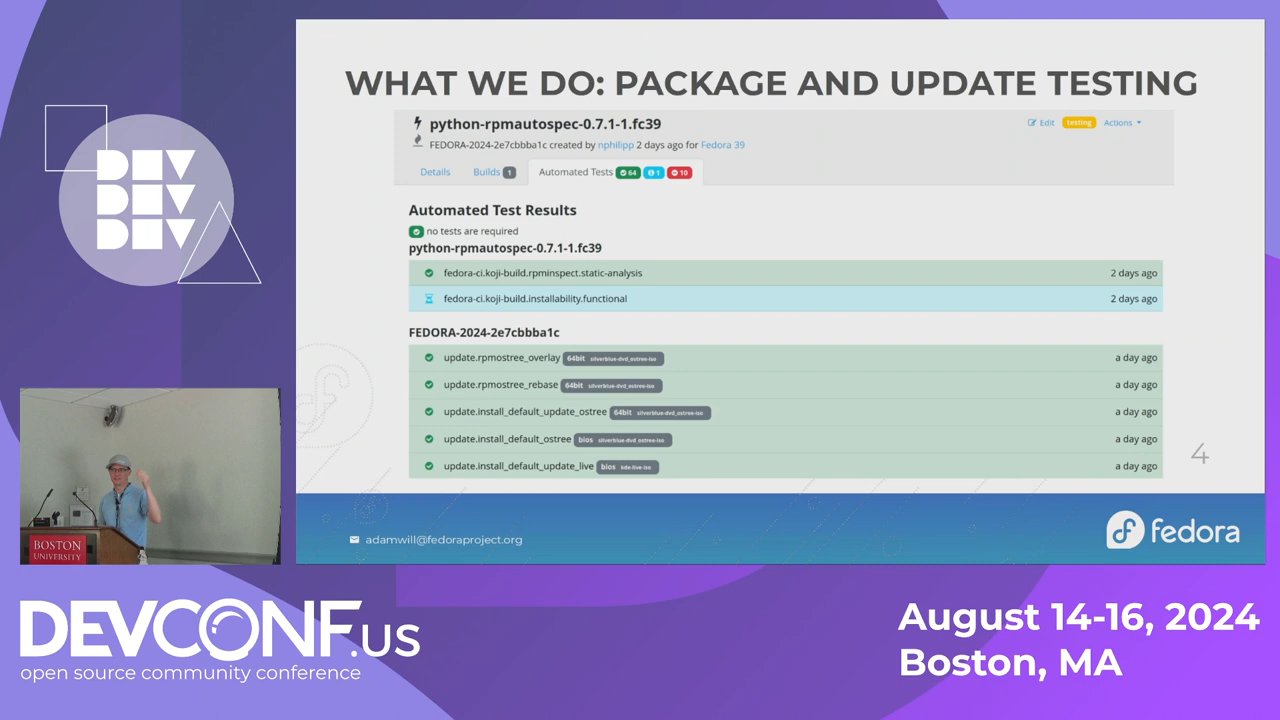 WHAT WE DO: PACKAGE AND UPDATE TESTING
python-rpmautospec-0.7.1-1.fc39
Edit testing Actions
FEDORA-2024-2e7cbbba1c created by nphilipp 2 days ago for Fedora 39
Details Builds 1 Automated Tests 64 1 10
Automated Test Results
no tests are required
python-rpmautospec-0.7.1-1.fc39
fedora-ci.koji-build.rpminspect.static-analysis 2 days ago
fedora-ci.koji-build.installability.functional 2 days ago
FEDORA-2024-2e7cbbba1c
update.rpmostree_overlay 64bit silverblue-dvd_ostree-iso a day ago
update.rpmostree_rebase 64bit silverblue-dvd_ostree-iso a day ago
update.install_default_update_ostree 64bit silverblue-dvd_ostree-iso a day ago
update.install_default_ostree bios silverblue-dvd_ostree-iso a day ago
update.install_default_update_live bios kde-live-iso a day ago
4
adamwill@fedoraproject.org
fedora
DEV
DEV
DEV
BOSTON
UNIVERSITY
DEVCONF.US
open source community conference
August 14-16, 2024
Boston, MA